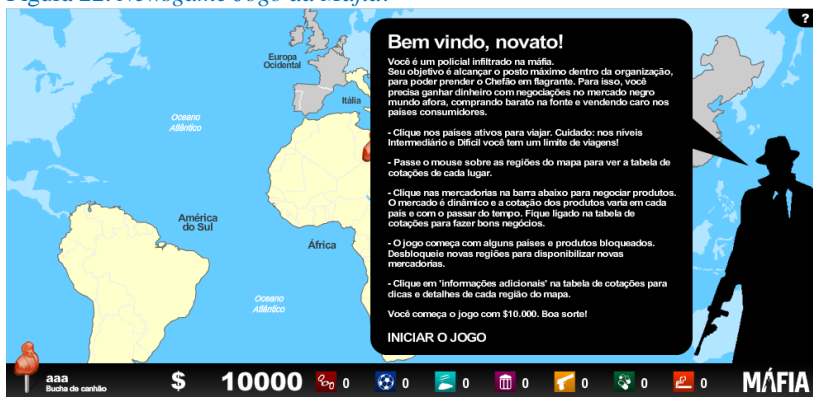 Figura 22: Newsgame Jogo da Máfia.
?
Bem vindo, novato!
Você é um policial infiltrado na máfia.
Seu objetivo é alcançar o posto máximo dentro da organização,
para poder prender o Chefão em flagrante. Para isso, você
precisa ganhar dinheiro com negociações no mercado negro
mundo afora, comprando barato na fonte e vendendo caro nos
países consumidores.
- Clique nos países ativos para viajar. Cuidado: nos níveis
Intermediário e Difícil você tem um limite de viagens!
- Passe o mouse sobre as regiões do mapa para ver a tabela de
cotações de cada lugar.
- Clique nas mercadorias na barra abaixo para negociar produtos.
O mercado é dinâmico e a cotação dos produtos varia em cada
país e com o passar do tempo. Fique ligado na tabela de
cotações para fazer bons negócios.
- O jogo começa com alguns países e produtos bloqueados.
Desbloqueie novas regiões para disponibilizar novas
mercadorias.
- Clique em 'informações adicionais' na tabela de cotações para
dicas e detalhes de cada região do mapa.
Você começa o jogo com $10.000. Boa sorte!
INICIAR O JOGO
Europa
Ocidental
Itália
Oceano
Atlântico
América
do Sul
África
Oceano
Atlântico
aaa
Bucha de canhão
$ 10000 0 0 0 0 0 0 0
MÁFIA